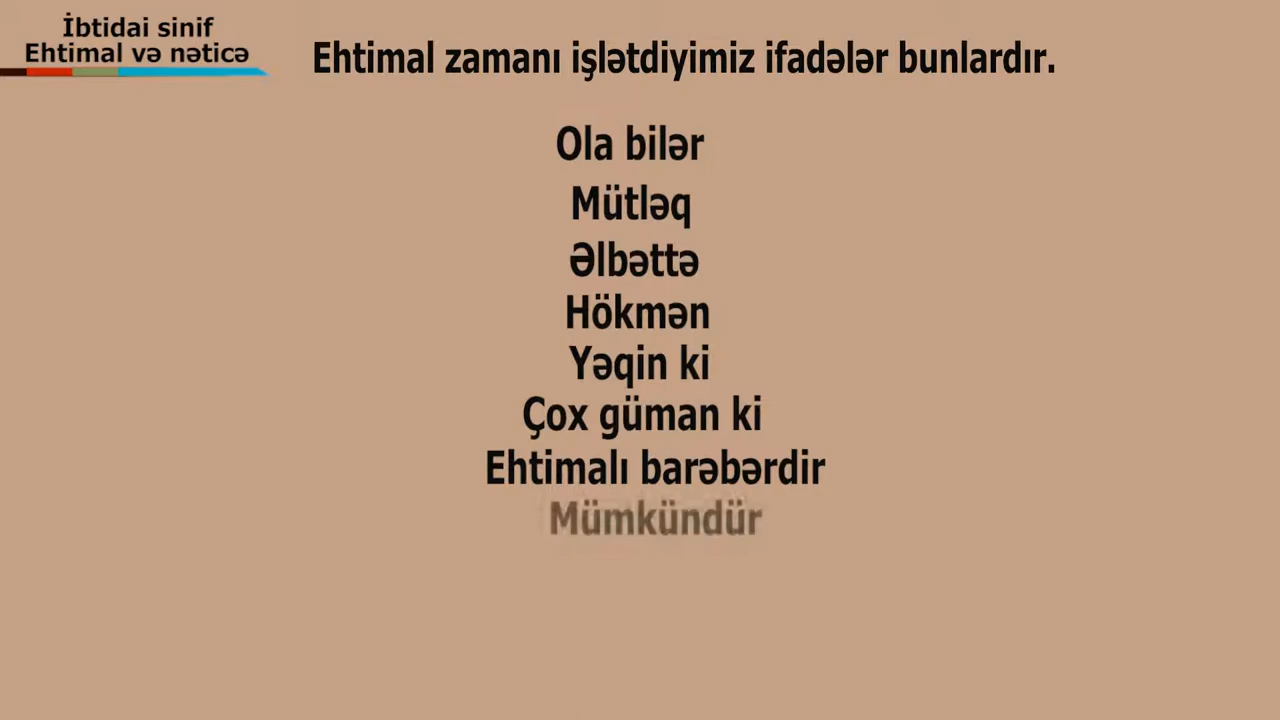 İbtidai sinif
Ehtimal və nəticə
Ehtimal zamanı işlətdiyimiz ifadələr bunlardır.
Ola bilər
Mütləq
Əlbəttə
Hökmən
Yəqin ki
Çox güman ki
Ehtimalı barəbərdir
Mümkündür